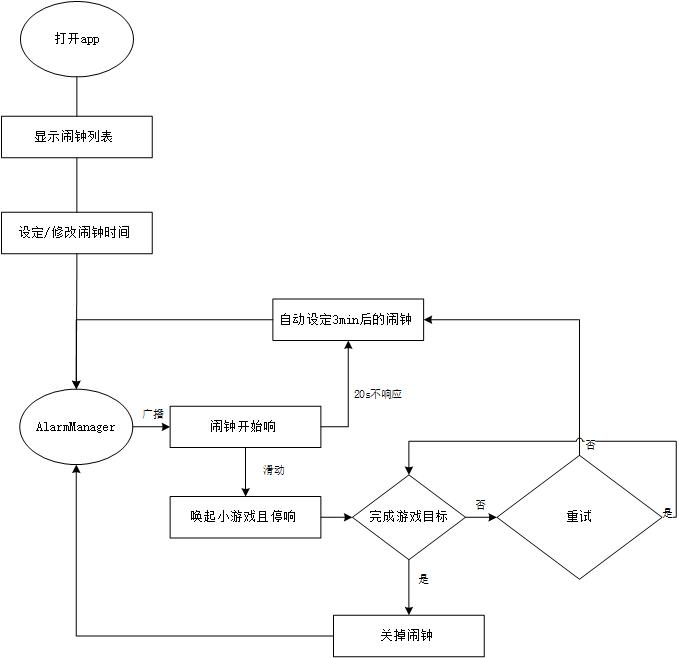 打开app
显示闹钟列表
设定/修改闹钟时间
自动设定3min后的闹钟
20s不响应
AlarmManager
广播
闹钟开始响
滑动
否
唤起小游戏且停响
完成游戏目标
否
重试
是
是
关掉闹钟